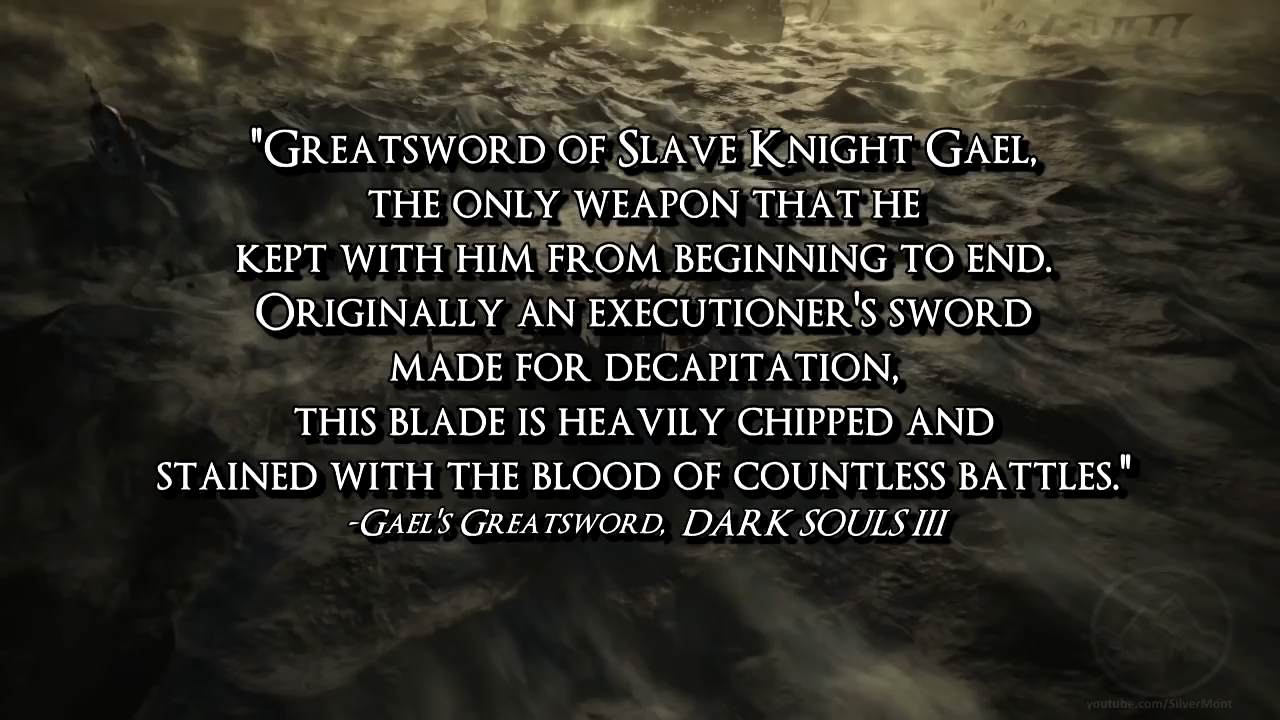 "Greatsword of Slave Knight Gael,
the only weapon that he
kept with him from beginning to end.
Originally an executioner's sword
made for decapitation,
this blade is heavily chipped and
stained with the blood of countless battles."
-Gael's Greatsword, DARK SOULS III
youtube.com/SilverMont